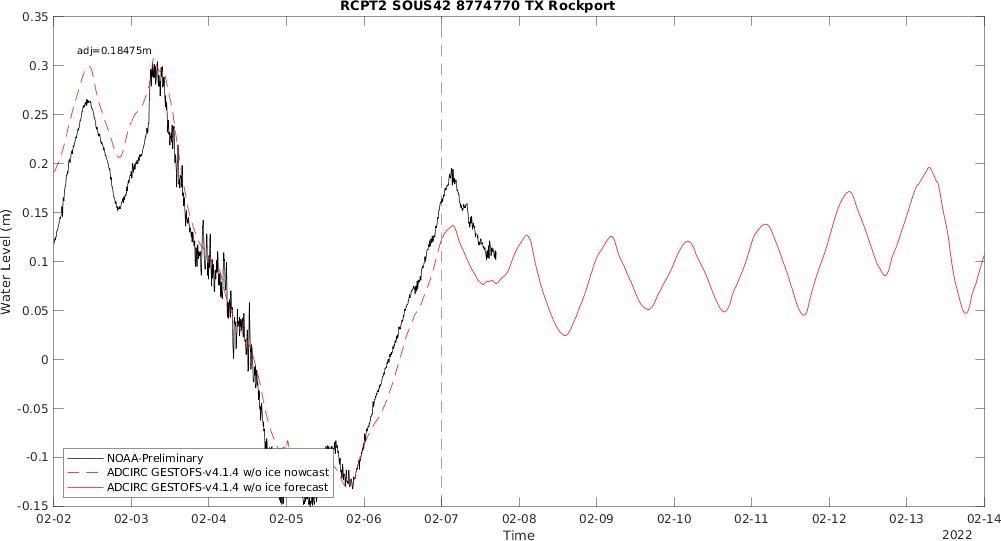 RCPT2 SOUS42 8774770 TX Rockport
adj=0.18475m
0.35
0.3
0.25
0.2
0.15
0.1
0.05
0
-0.05
-0.1
-0.15
Water Level (m)
NOAA-Preliminary
ADCIRC GESTOFS-v4.1.4 w/o ice nowcast
ADCIRC GESTOFS-v4.1.4 w/o ice forecast
02-02 02-03 02-04 02-05 02-06 02-07 02-08 02-09 02-10 02-11 02-12 02-13 02-14
Time
2022